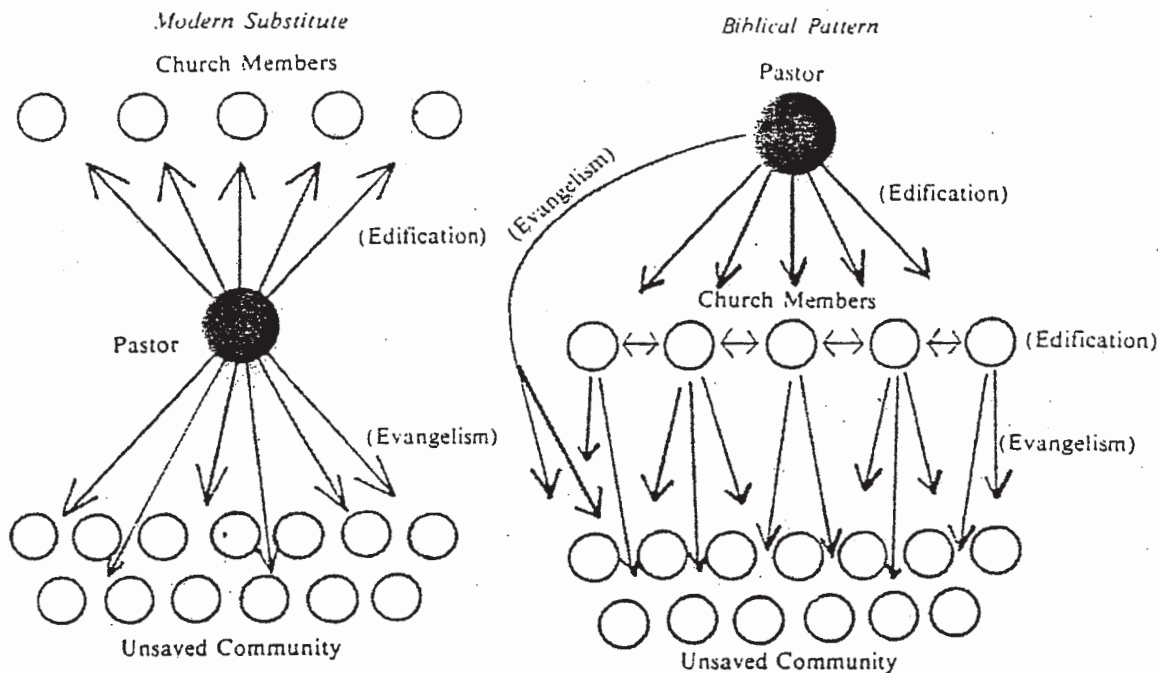 Modern Substitute
Church Members
(Edification)
Pastor
(Evangelism)
Unsaved Community
Biblical Pattern
Pastor
(Evangelism)
(Edification)
Church Members
(Edification)
(Evangelism)
Unsaved Community